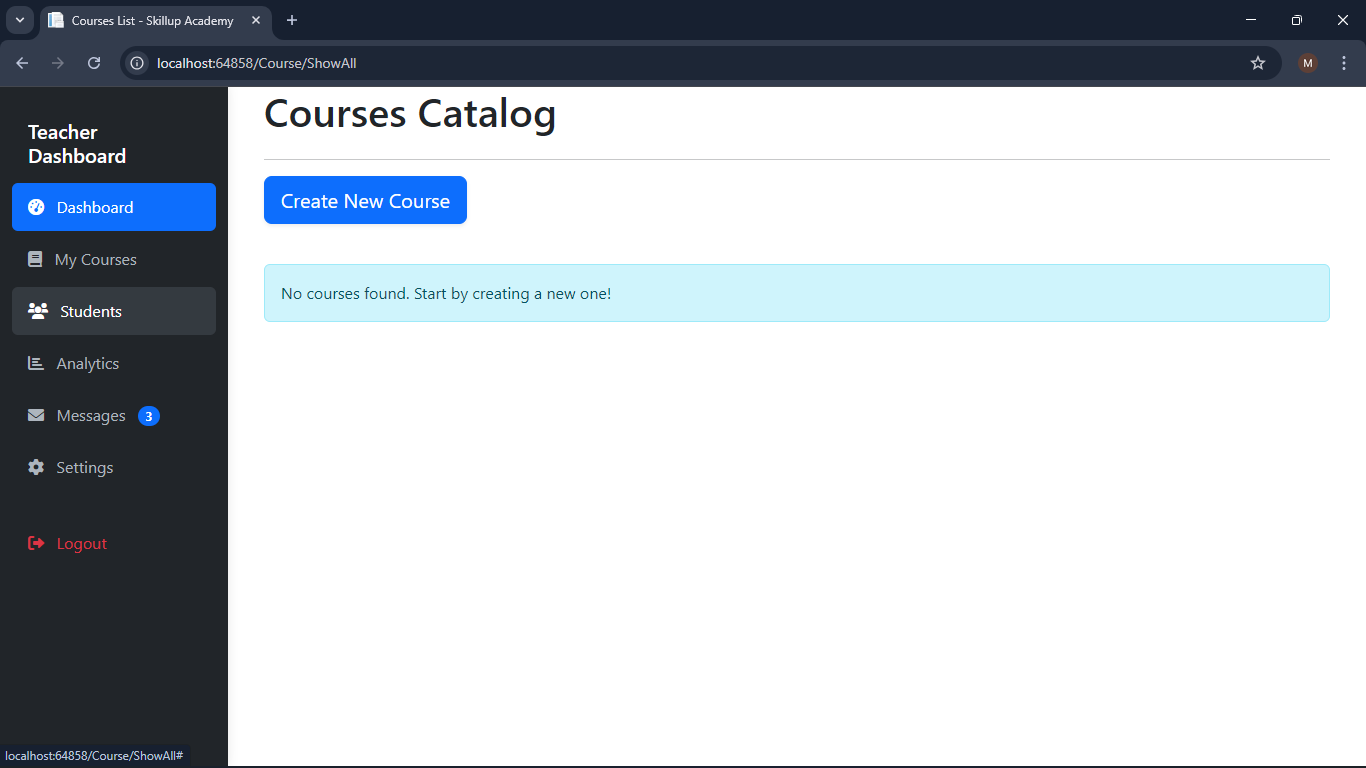 Courses List - Skillup Academy
localhost:64858/Course/ShowAll
M
Teacher
Dashboard
Dashboard
My Courses
Students
Analytics
Messages 3
Settings
Logout
Courses Catalog
Create New Course
No courses found. Start by creating a new one!
localhost:64858/Course/ShowAll#